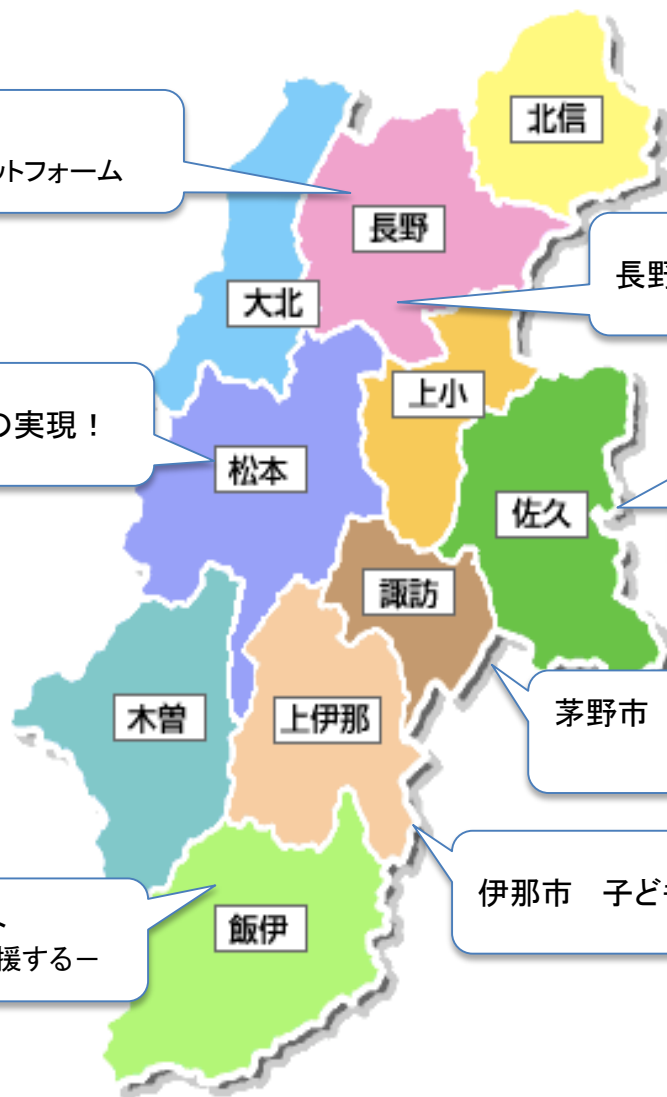 北信
ットフォーム
長野
長野
大北
上小
の実現！
松本
佐久
諏訪
茅野市
木曽
上伊那
伊那市　子ども
飯伊
援するー